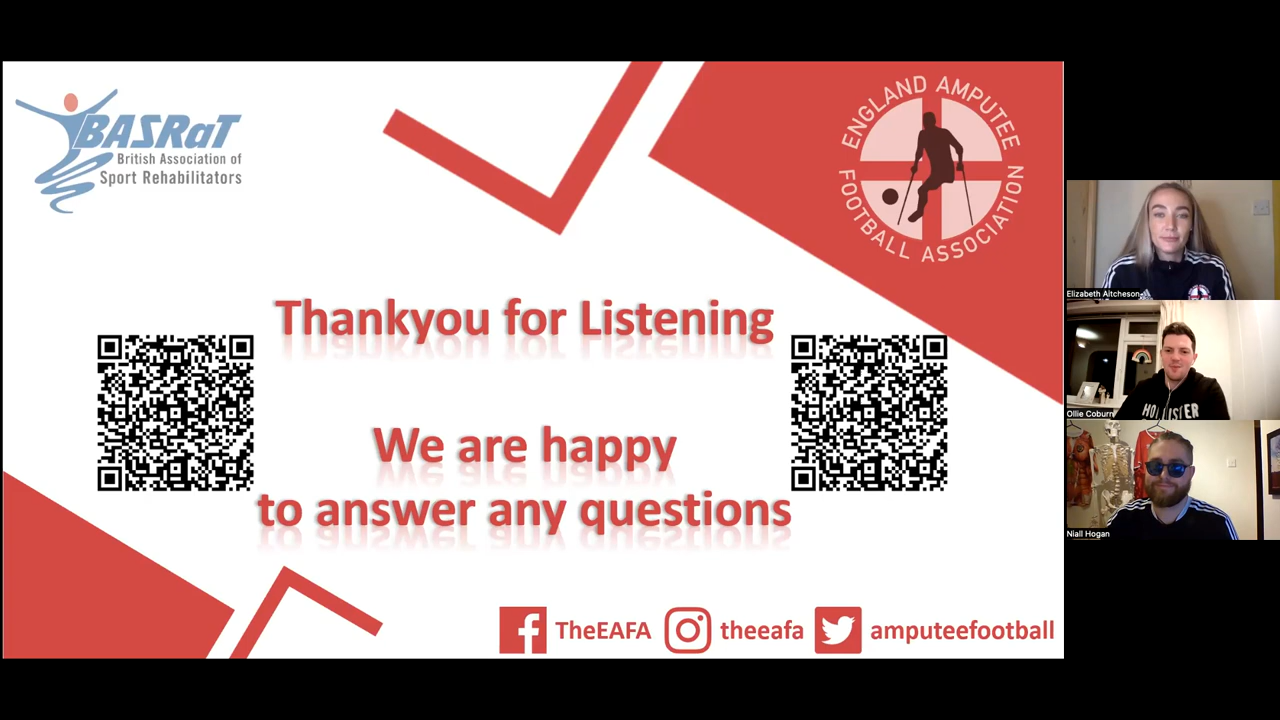 BASRaT
British Association of
Sport Rehabilitators
ENGLAND AMPUTEE
FOOTBALL ASSOCIATION
Thankyou for Listening
We are happy
to answer any questions
TheEAFA
theeafa
amputeefootball
Elizabeth Aitcheson
Ollie Coburn
HOLLISTER
Niall Hogan